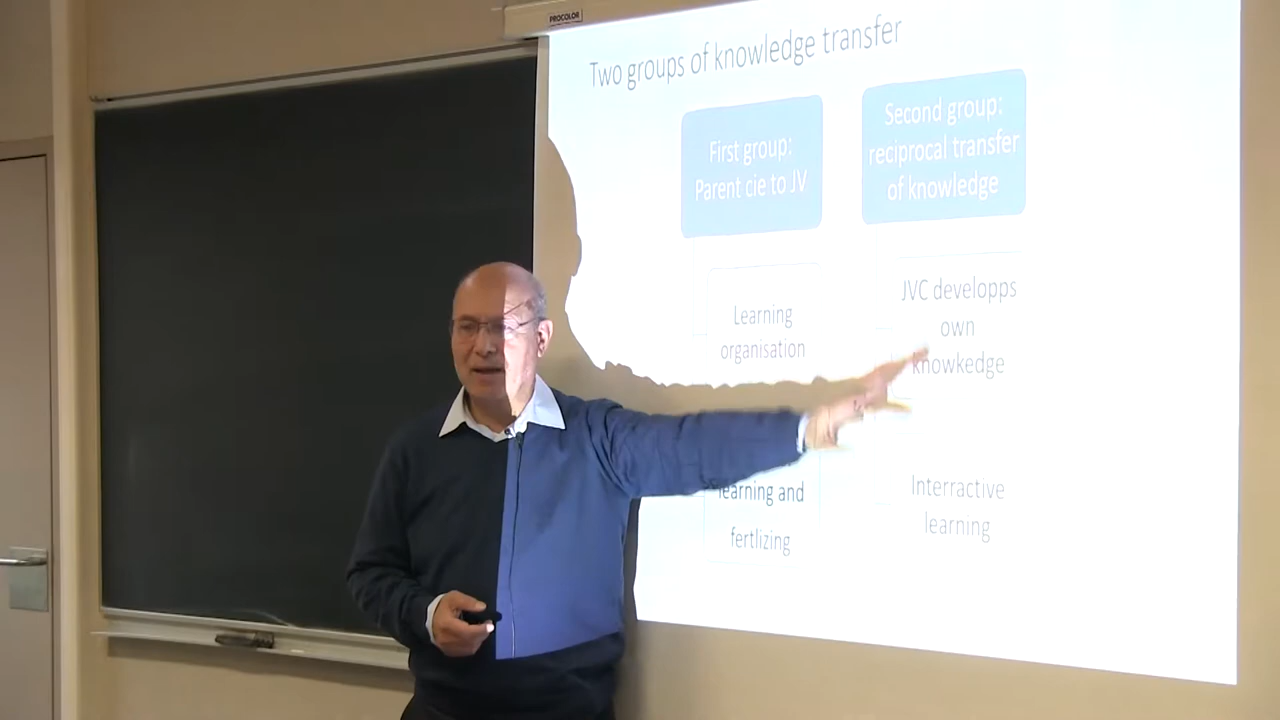 PROCOLOR
Two groups of knowledge transfer
First group:
Parent cie to JV
Learning
organisation
learning and
fertlizing
Second group:
reciprocal transfer
of knowledge
JVC developps
own
knowkedge
Interractive
learning